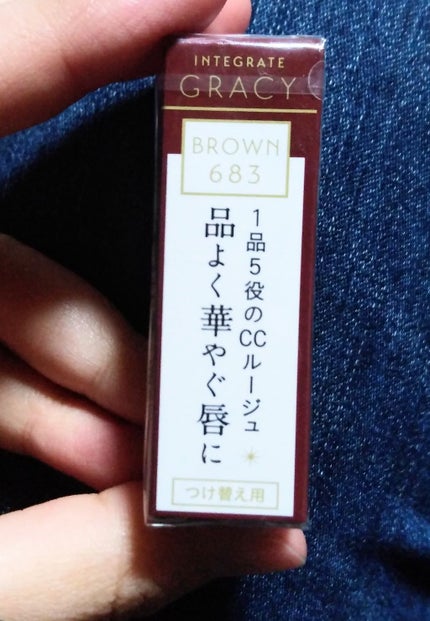 INTEGRATE
GRACY
BROWN
683
1品5役のCCルージュ
品よく華やぐ唇に
つけ替え用